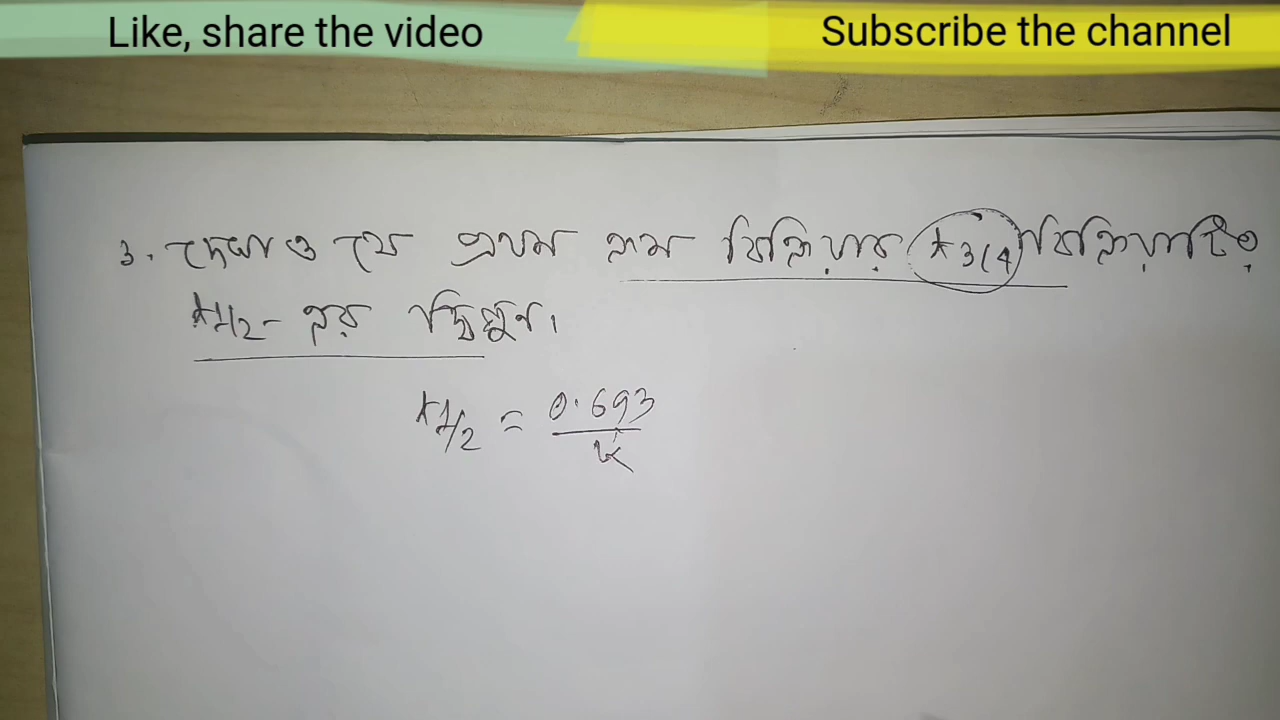 Like, share the video
Subscribe the channel
3. দেখাও যে প্রথম ক্রম বিক্রিয়ার t3/4 বিক্রিয়াটির
t1/2 - এর দ্বিগুণ।
t1/2 = 0.693/k